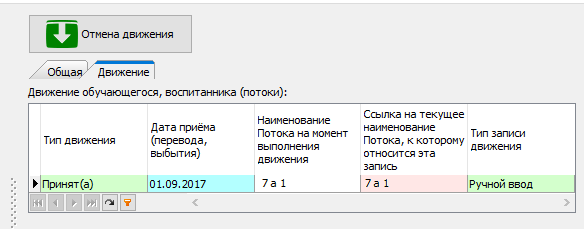 Отмена движения
Общая Движение
Движение обучающегося, воспитанника (потоки):
Тип движения
Дата приёма
(перевода,
выбытия)
Наименование
Потока на момент
выполнения
движения
Ссылка на текущее
наименование
Потока, к которому
относится эта
запись
Тип записи
движения
Принят(а) 01.09.2017 7 а 1 7 а 1 Ручной ввод